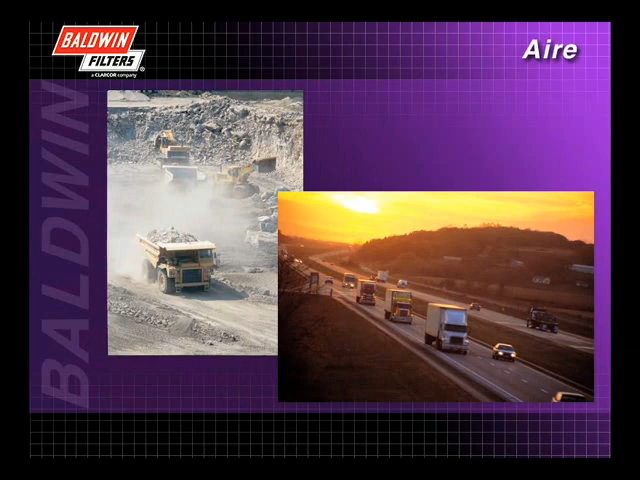 BALDWIN
FILTERS®
a CLARCOR company
Aire
BALDWIN